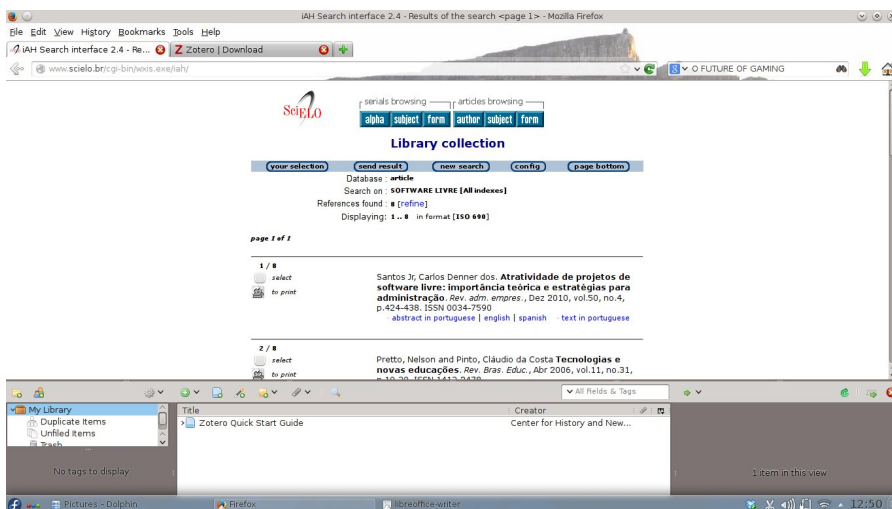 iAH Search interface 2.4 - Results of the search <page 1> - Mozilla Firefox
File Edit View History Bookmarks Tools Help
iAH Search interface 2.4 - Re... Z Zotero | Download
www.scielo.br/cgi-bin/wxis.exe/iah/ O FUTURE OF GAMING
SciELO
serials browsing articles browsing
alpha subject form author subject form
Library collection
your selection send result new search config page bottom
Database : article
Search on : SOFTWARE LIVRE [All indexes]
References found : 8 [refine]
Displaying: 1 .. 8 in format [ISO 690]
page 1 of 1
1 / 8
select
to print
Santos Jr, Carlos Denner dos. Atratividade de projetos de
software livre: importância teórica e estratégias para
administração. Rev. adm. empres., Dez 2010, vol.50, no.4,
p.424-438. ISSN 0034-7590
· abstract in portuguese | english | spanish · text in portuguese
2 / 8
select
to print
Pretto, Nelson and Pinto, Cláudio da Costa Tecnologias e
novas educações. Rev. Bras. Educ., Abr 2006, vol.11, no.31,
p.19-30. ISSN 1413-2478
All Fields & Tags
My Library
Duplicate Items
Unfiled Items
Trash
No tags to display
Title Creator
Zotero Quick Start Guide Center for History and New...
1 item in this view
Pictures - Dolphin Firefox libreoffice-writer 12:50